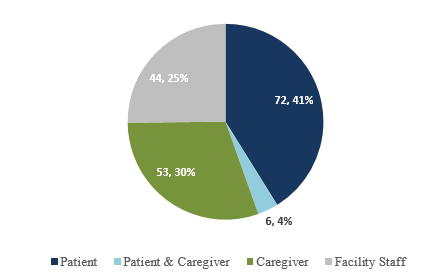 44, 25%
72, 41%
53, 30%
6, 4%
Patient
Patient & Caregiver
Caregiver
Facility Staff